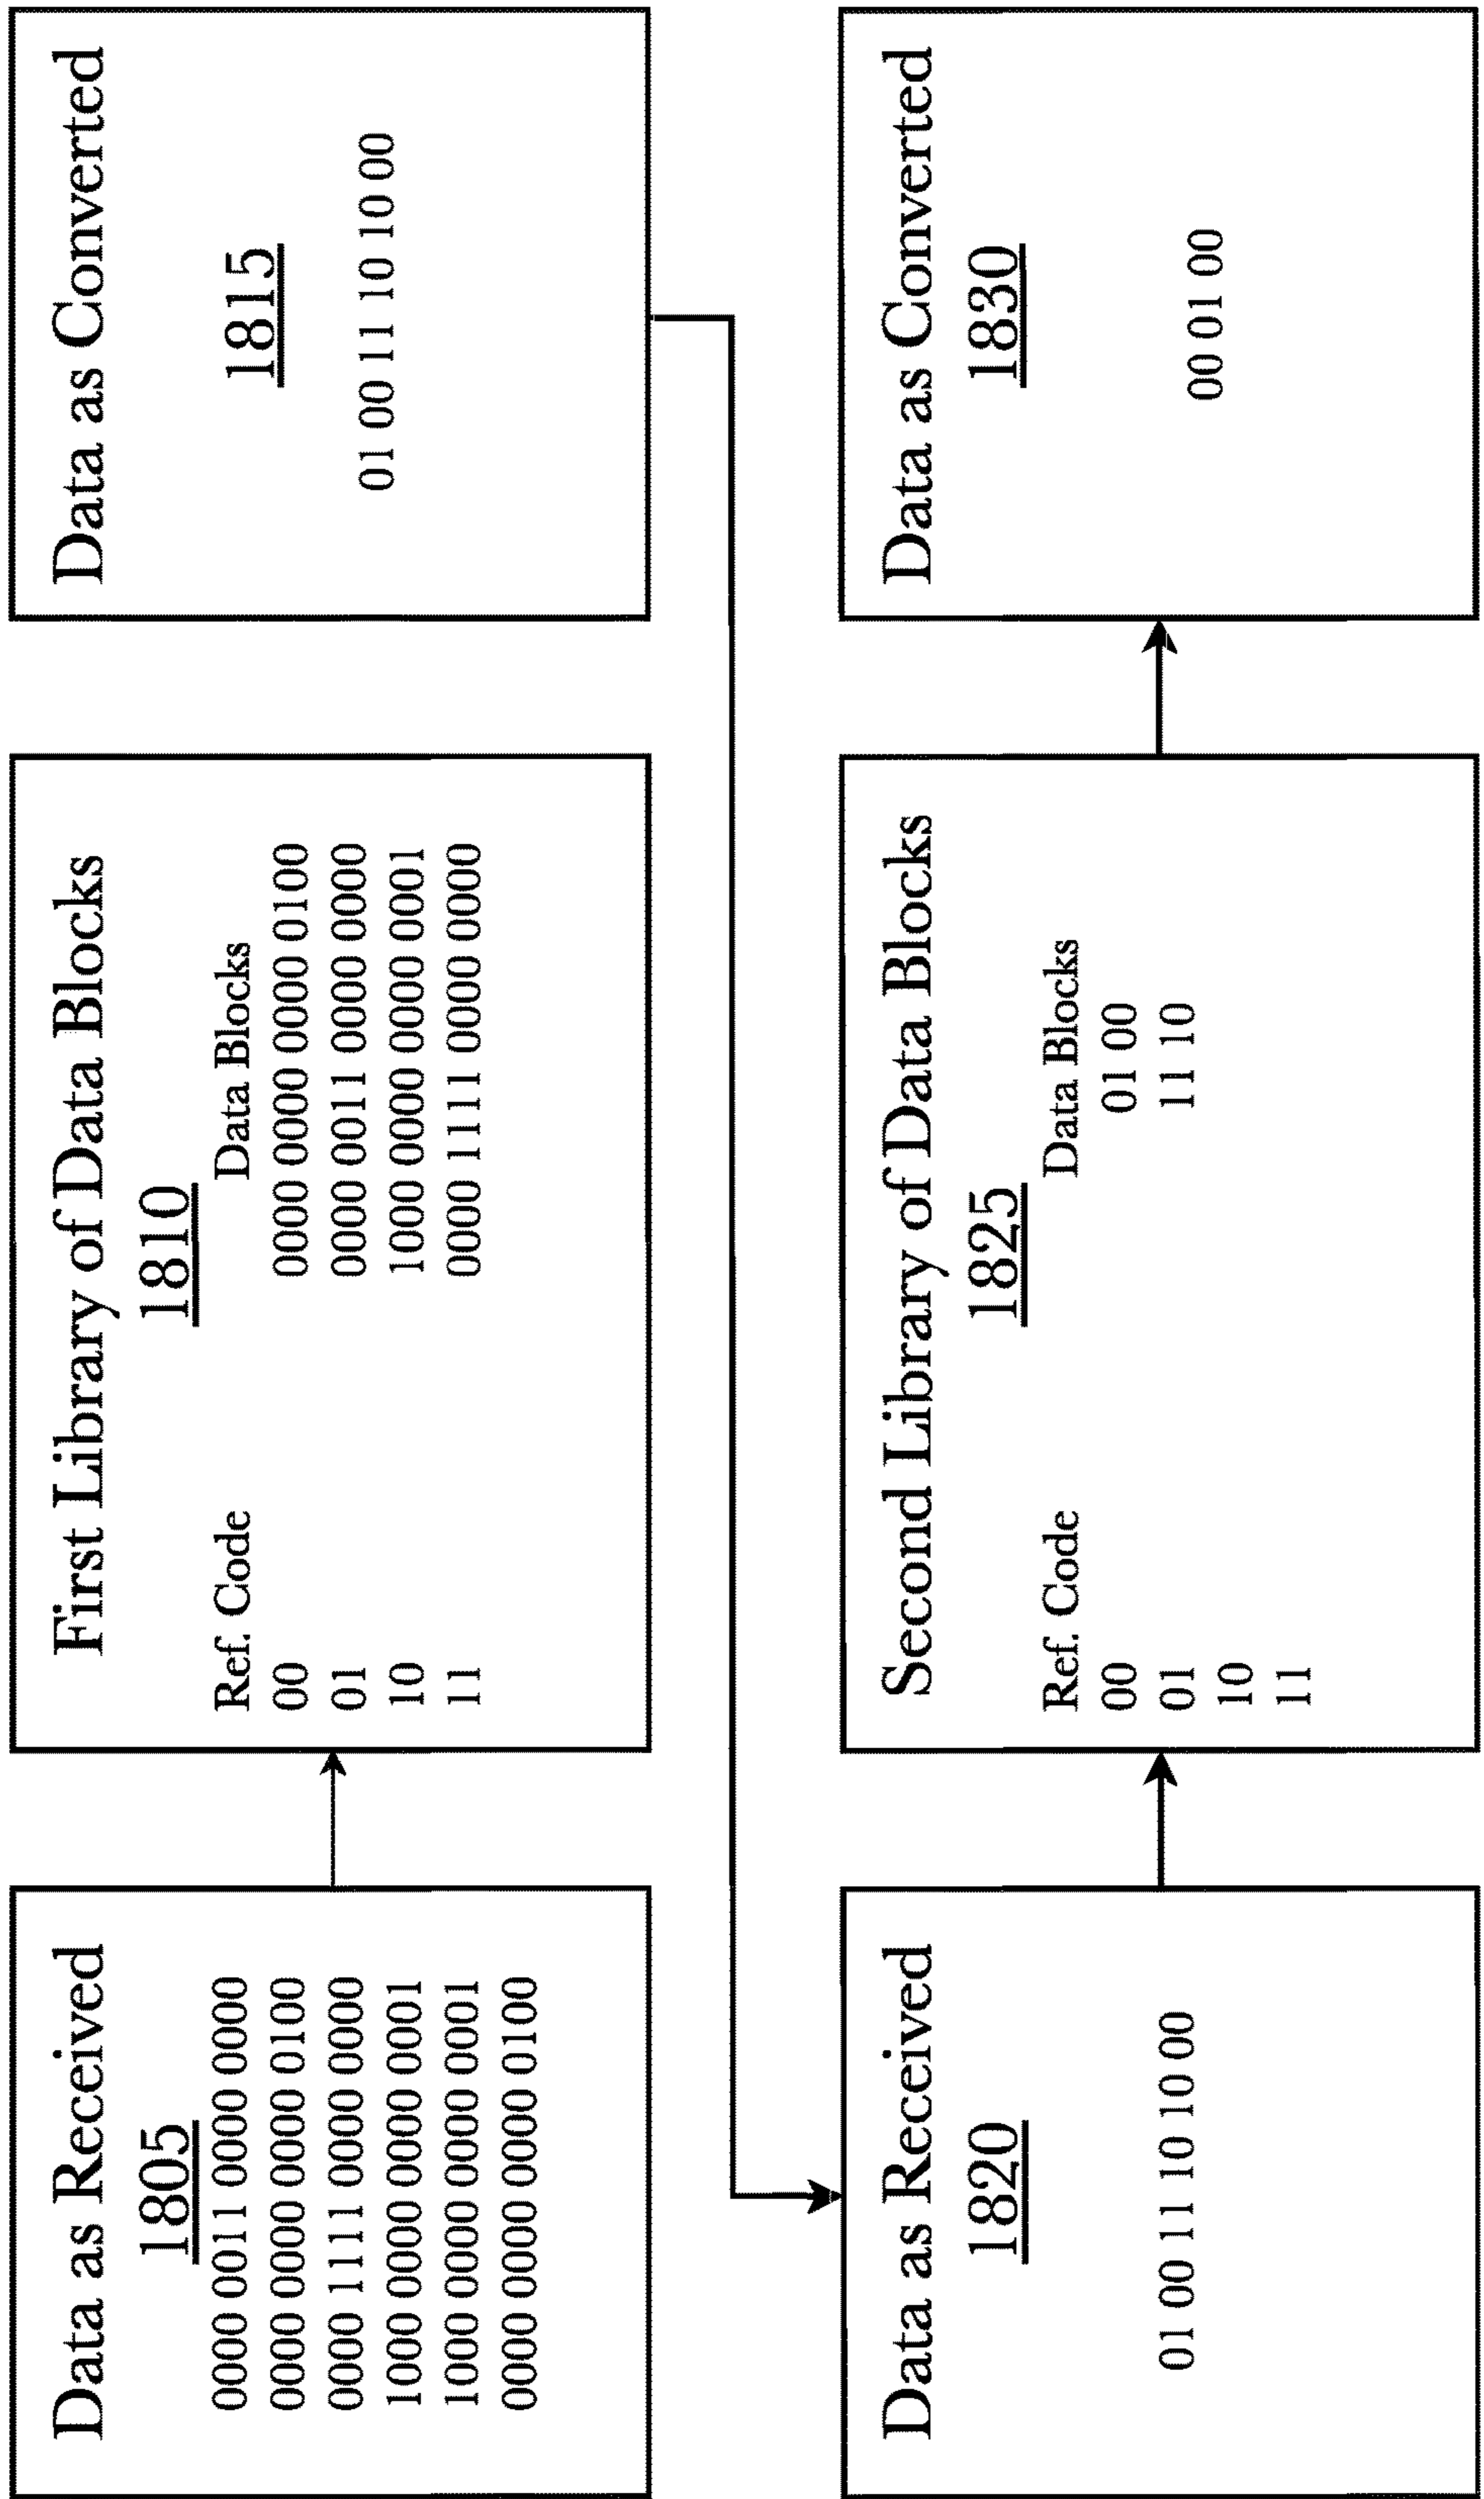 Data as Received
1805
0000 0011 0000 0000
0000 0000 0000 0100
0000 1111 0000 0000
1000 0000 0000 0001
1000 0000 0000 0001
0000 0000 0000 0100
First Library of Data Blocks
1810
Ref. Code Data Blocks
00 0000 0000 0000 0100
01 0000 0011 0000 0000
10 1000 0000 0000 0001
11 0000 1111 0000 0000
Data as Converted
1815
01 00 11 10 10 00
Data as Received
1820
01 00 11 10 10 00
Second Library of Data Blocks
1825
Ref. Code Data Blocks
00 01 00
01 11 10
10
11
Data as Converted
1830
00 01 00